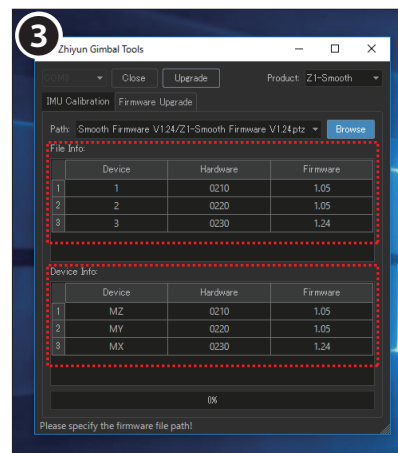 3
Zhiyun Gimbal Tools
COM1 Close Upgrade Product: Z1-Smooth
IMU Calibration Firmware Upgrade
Path: Smooth Firmware V1.24/Z1-Smooth Firmware V1.24.ptz Browse
File Info:
Device Hardware Firmware
1 1 0210 1.05
2 2 0220 1.05
3 3 0230 1.24
Device Info:
Device Hardware Firmware
1 MZ 0210 1.05
2 MY 0220 1.05
3 MX 0230 1.24
0%
Please specify the firmware file path!